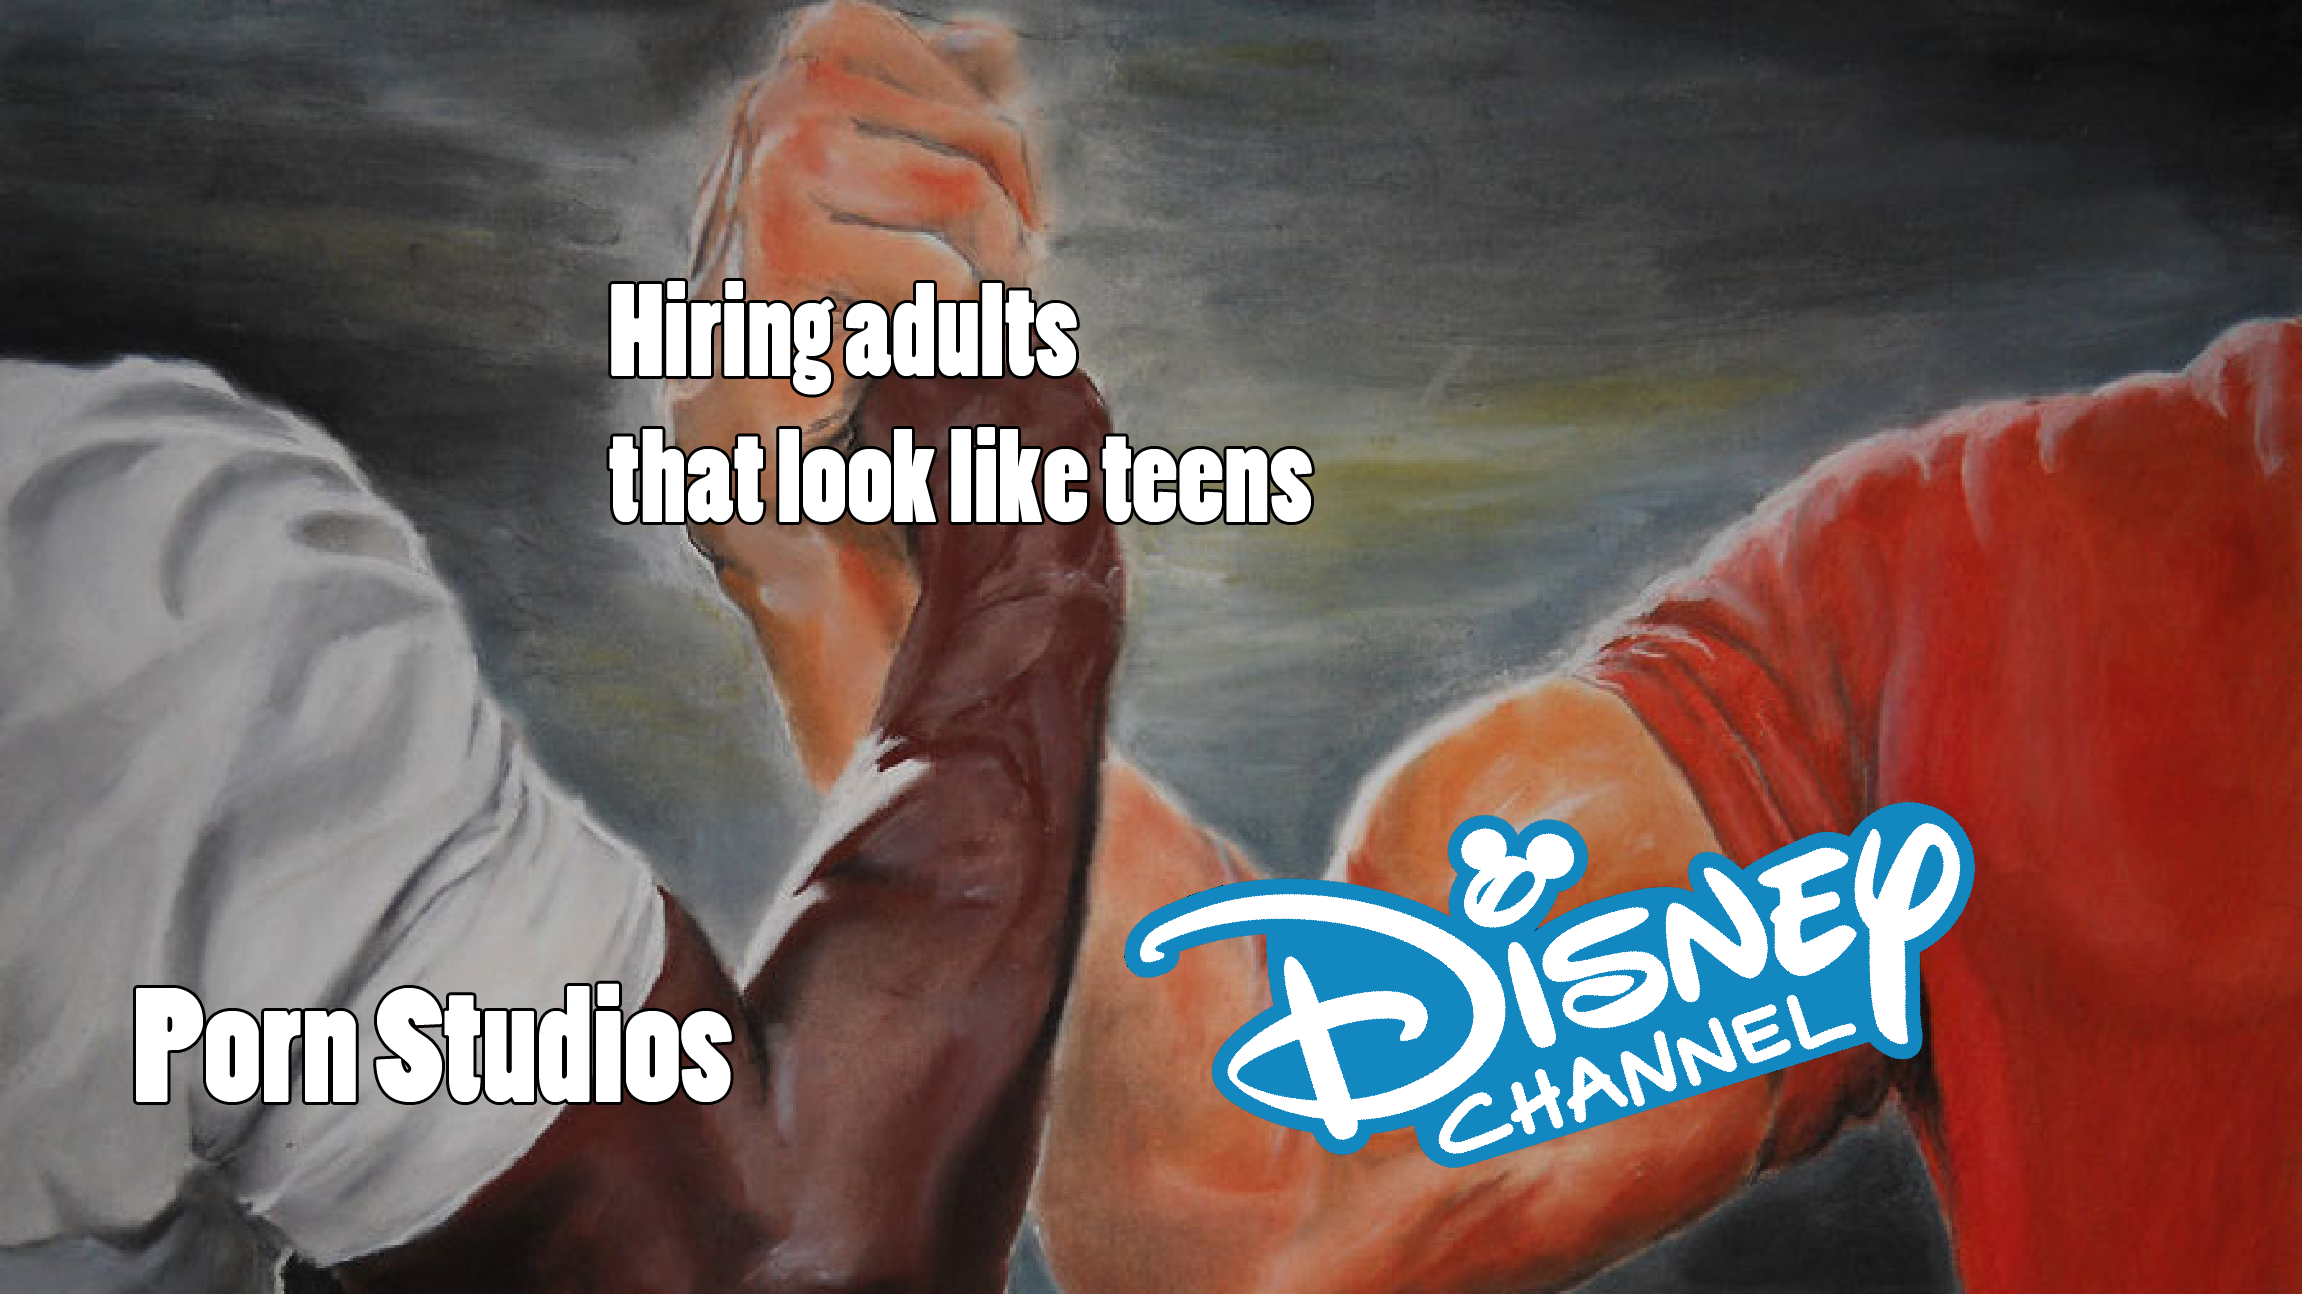 Hiring adults
that look like teens
Porn Studios
DISNEY
CHANNEL